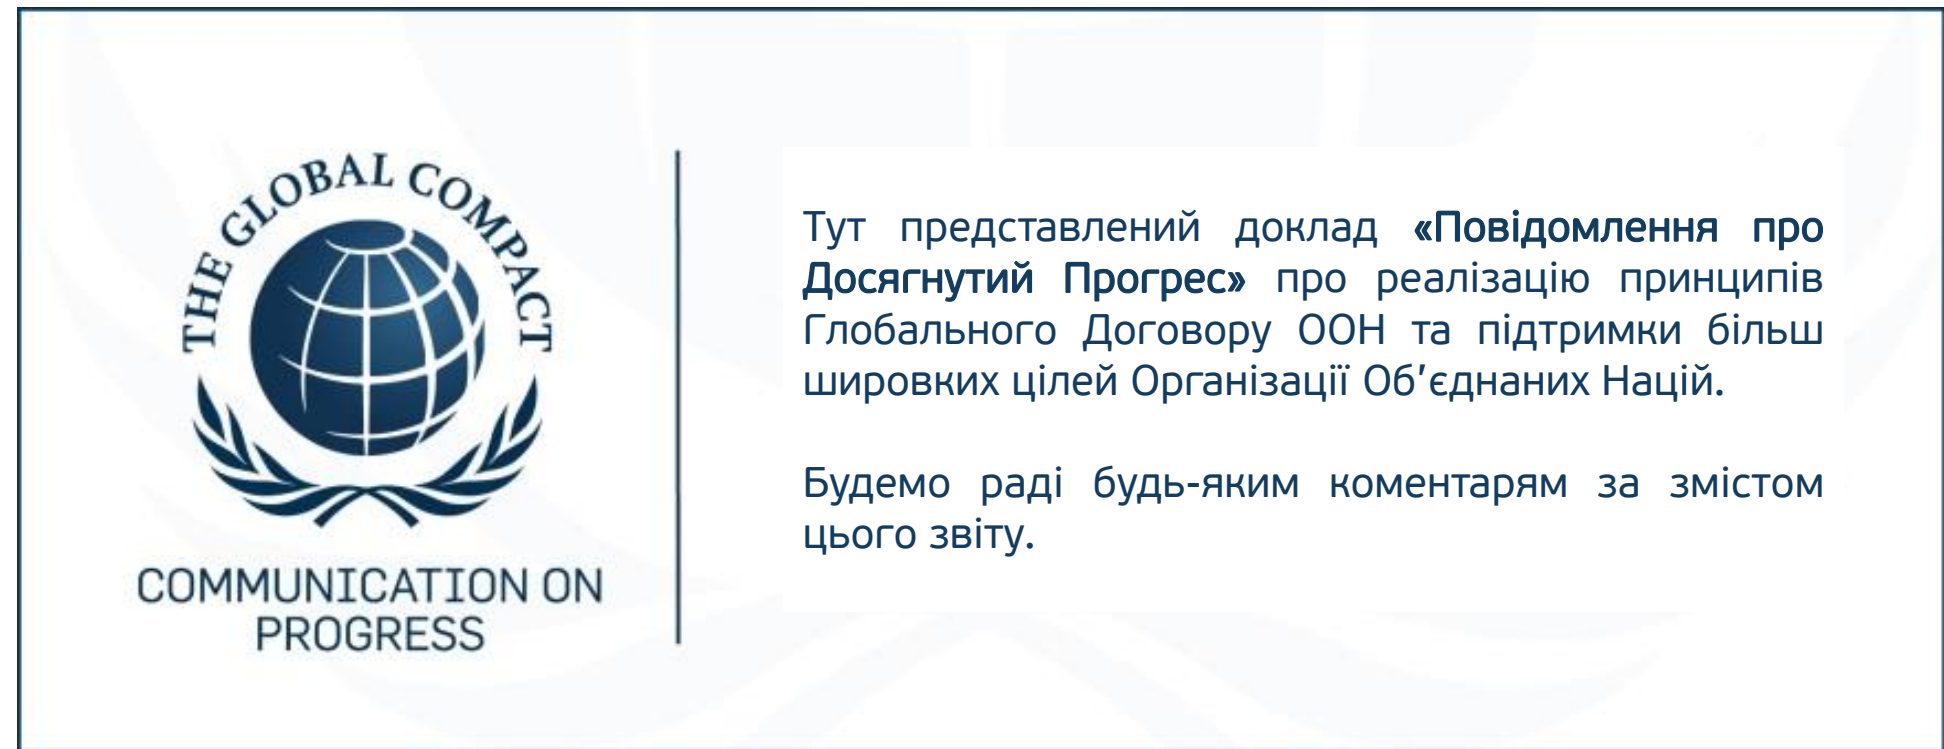 THE GLOBAL COMPACT
COMMUNICATION ON
PROGRESS
Тут представлений доклад «Повідомлення про
Досягнутий Прогрес» про реалізацію принципів
Глобального Договору ООН та підтримки більш
шировких цілей Організації Об’єднаних Націй.
Будемо раді будь-яким коментарям за змістом
цього звіту.